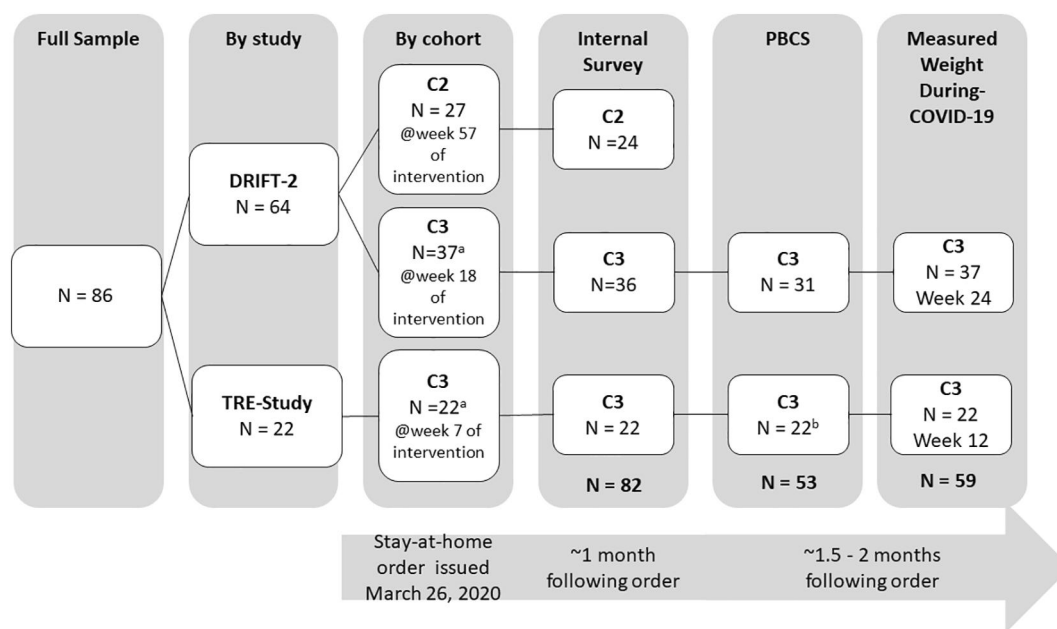 Full Sample
N = 86
By study
DRIFT-2
N = 64
TRE-Study
N = 22
By cohort
C2
N = 27
@week 57
of
intervention
C3
N=37ᵃ
@week 18
of
intervention
C3
N =22ᵃ
@week 7 of
intervention
Internal
Survey
C2
N =24
C3
N=36
C3
N = 22
N = 82
PBCS
C3
N = 31
C3
N = 22ᵇ
N = 53
Measured
Weight
During-
COVID-19
C3
N = 37
Week 24
C3
N = 22
Week 12
N = 59
Stay-at-home
order issued
March 26, 2020
~1 month
following order
~1.5 - 2 months
following order